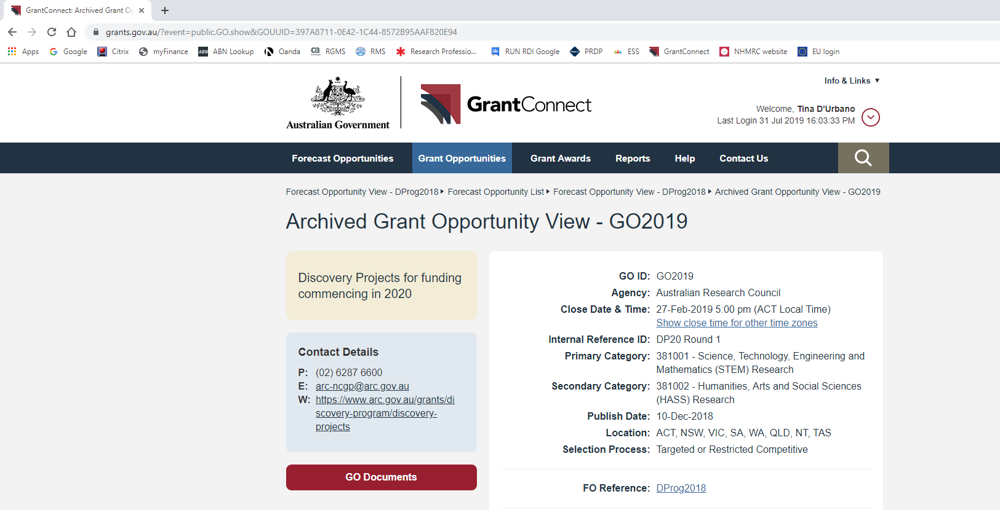 GrantConnect: Archived Grant Op
grants.gov.au/?event=public.GO.show&GOUUID=397A8711-0E42-1C44-8572B95AAF820E94
Apps Google Citrix myFinance ABN ABN Lookup Oanda RGMS RMS Research Professio... RUN RDI Google PRDP ESS GrantConnect NHMRC website EU login
Info & Links
Australian Government
GrantConnect
Welcome, Tina D'Urbano
Last Login 31 Jul 2019 16:03:33 PM
Forecast Opportunities Grant Opportunities Grant Awards Reports Help Contact Us
Forecast Opportunity View - DProg2018 Forecast Opportunity List Forecast Opportunity View - DProg2018 Archived Grant Opportunity View - GO2019
Archived Grant Opportunity View - GO2019
Discovery Projects for funding
commencing in 2020
Contact Details
P: (02) 6287 6600
E: arc-ncgp@arc.gov.au
W: https://www.arc.gov.au/grants/di
scovery-program/discovery-
projects
GO Documents
GO ID: GO2019
Agency: Australian Research Council
Close Date & Time: 27-Feb-2019 5:00 pm (ACT Local Time)
Show close time for other time zones
Internal Reference ID: DP20 Round 1
Primary Category: 381001 - Science, Technology, Engineering and
Mathematics (STEM) Research
Secondary Category: 381002 - Humanities, Arts and Social Sciences
(HASS) Research
Publish Date: 10-Dec-2018
Location: ACT, NSW, VIC, SA, WA, QLD, NT, TAS
Selection Process: Targeted or Restricted Competitive
FO Reference: DProg2018